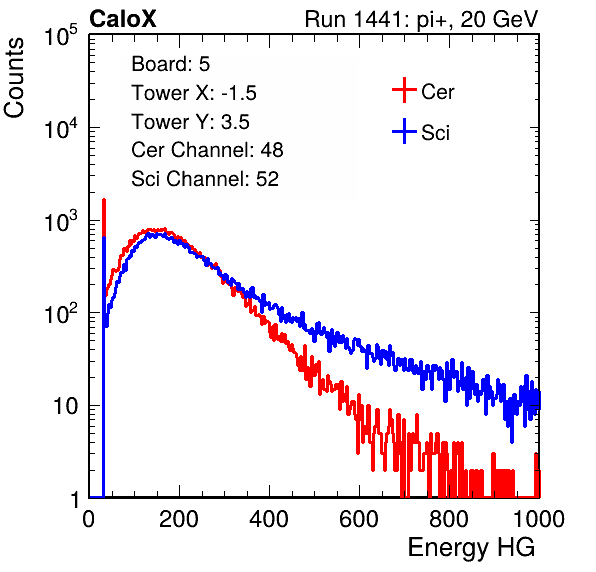 CaloX Run 1441: pi+, 20 GeV
Counts
Board: 5
Tower X: -1.5
Tower Y: 3.5
Cer Channel: 48
Sci Channel: 52
Cer
Sci
10^5
10^4
10^3
10^2
10
1
0 200 400 600 800 1000
Energy HG